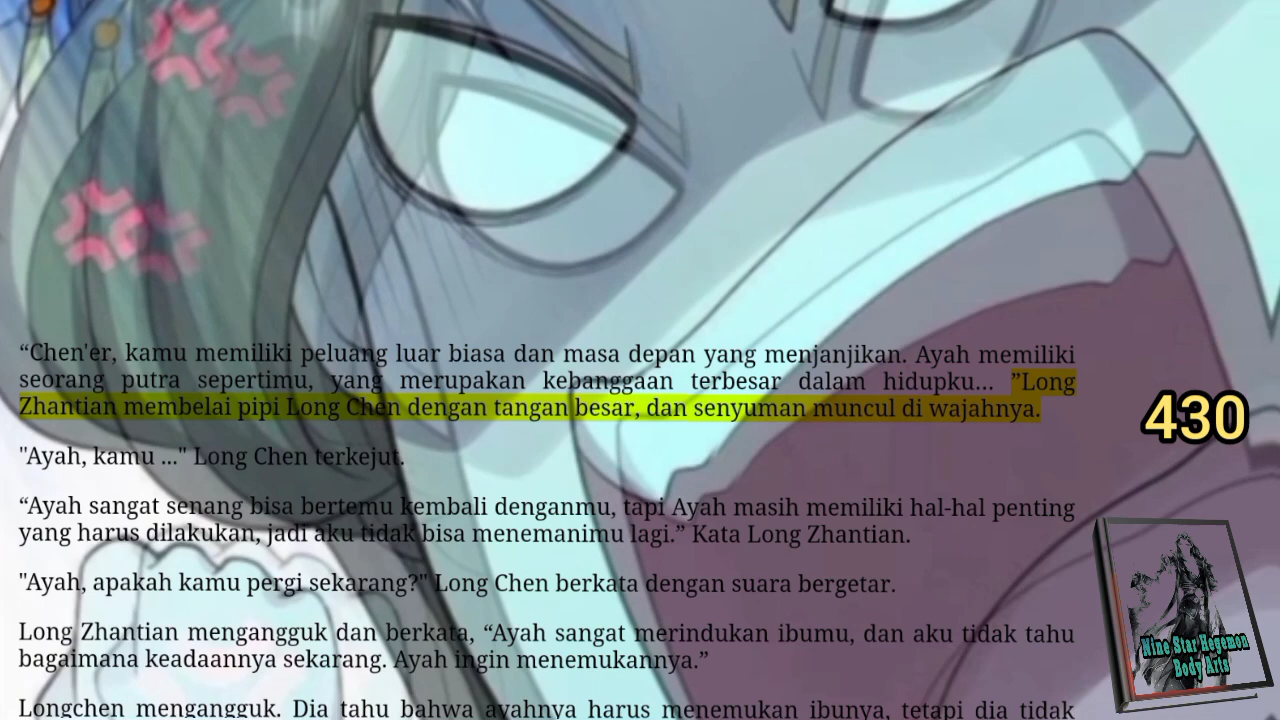 “Chen'er, kamu memiliki peluang luar biasa dan masa depan yang menjanjikan. Ayah memiliki
seorang putra sepertimu, yang merupakan kebanggaan terbesar dalam hidupku... ”Long
Zhantian membelai pipi Long Chen dengan tangan besar, dan senyuman muncul di wajahnya.
"Ayah, kamu ..." Long Chen terkejut.
“Ayah sangat senang bisa bertemu kembali denganmu, tapi Ayah masih memiliki hal-hal penting
yang harus dilakukan, jadi aku tidak bisa menemanimu lagi.” Kata Long Zhantian.
"Ayah, apakah kamu pergi sekarang?" Long Chen berkata dengan suara bergetar.
Long Zhantian mengangguk dan berkata, “Ayah sangat merindukan ibumu, dan aku tidak tahu
bagaimana keadaannya sekarang. Ayah ingin menemukannya.”
Longchen mengangguk. Dia tahu bahwa ayahnya harus menemukan ibunya, tetapi dia tidak
430
Nine Star Hegemon
Body Arts